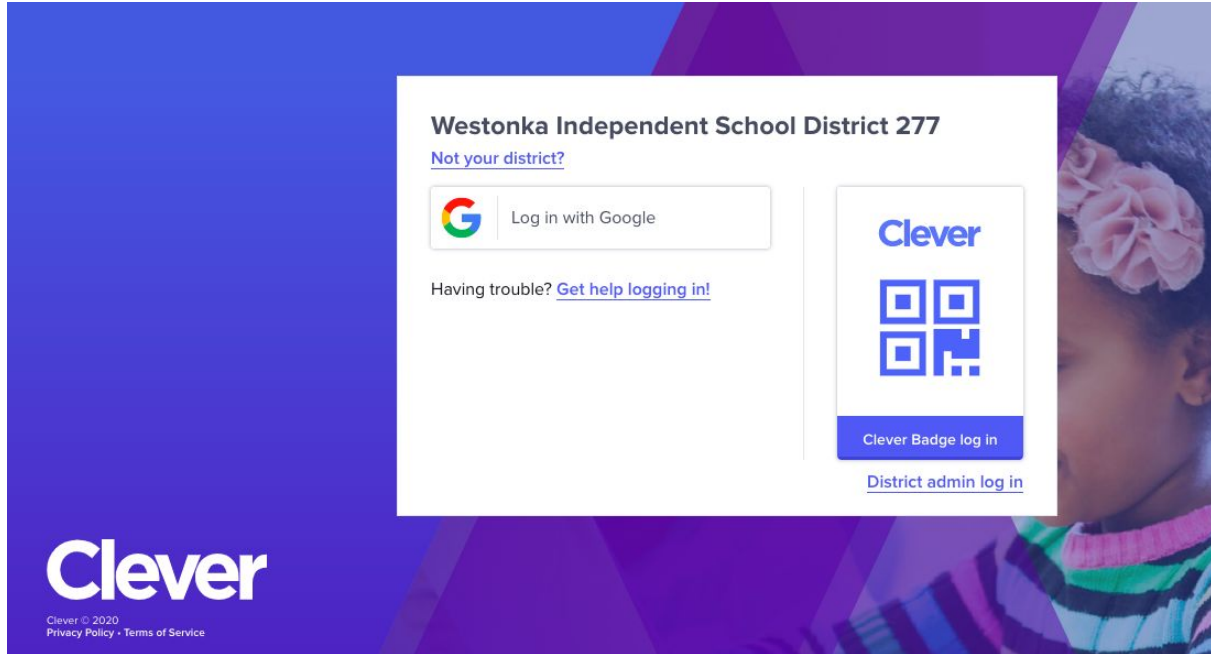 Westonka Independent School District 277
Not your district?
Log in with Google
Having trouble? Get help logging in!
Clever
Clever Badge log in
District admin log in
Clever
Clever © 2020
Privacy Policy • Terms of Service